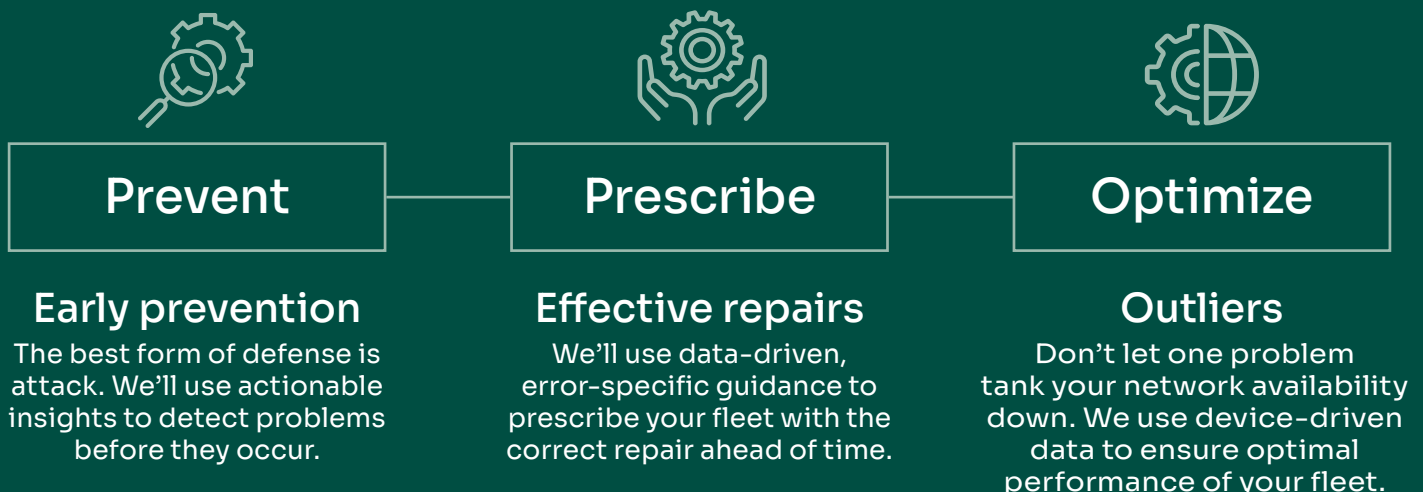 Prevent
Prescribe
Optimize
Early prevention
The best form of defense is
attack. We'll use actionable
insights to detect problems
before they occur.
Effective repairs
We'll use data-driven,
error-specific guidance to
prescribe your fleet with the
correct repair ahead of time.
Outliers
Don't let one problem
tank your network availability
down. We use device-driven
data to ensure optimal
performance of your fleet.